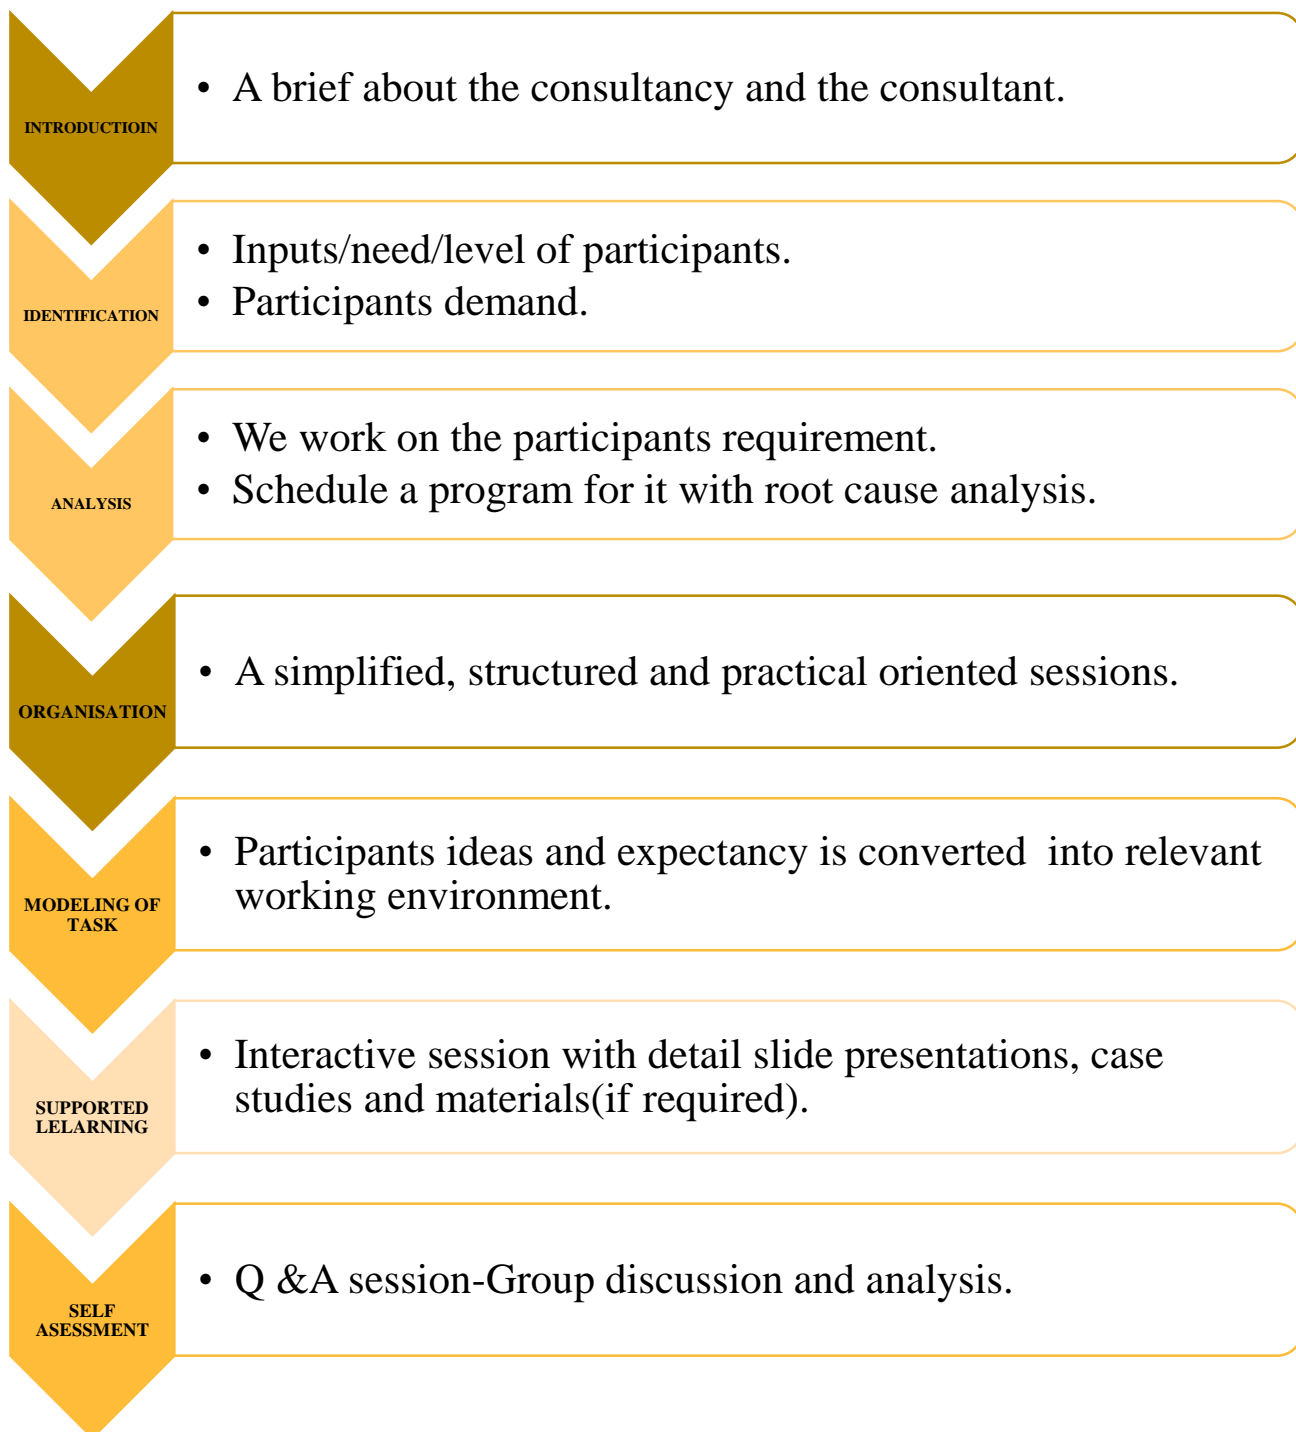 INTRODUCTIOIN
• A brief about the consultancy and the consultant.
IDENTIFICATION
• Inputs/need/level of participants.
• Participants demand.
ANALYSIS
• We work on the participants requirement.
• Schedule a program for it with root cause analysis.
ORGANISATION
• A simplified, structured and practical oriented sessions.
MODELING OF
TASK
• Participants ideas and expectancy is converted  into relevant
working environment.
SUPPORTED
LELARNING
• Interactive session with detail slide presentations, case
studies and materials(if required).
SELF
ASESSMENT
• Q &A session-Group discussion and analysis.